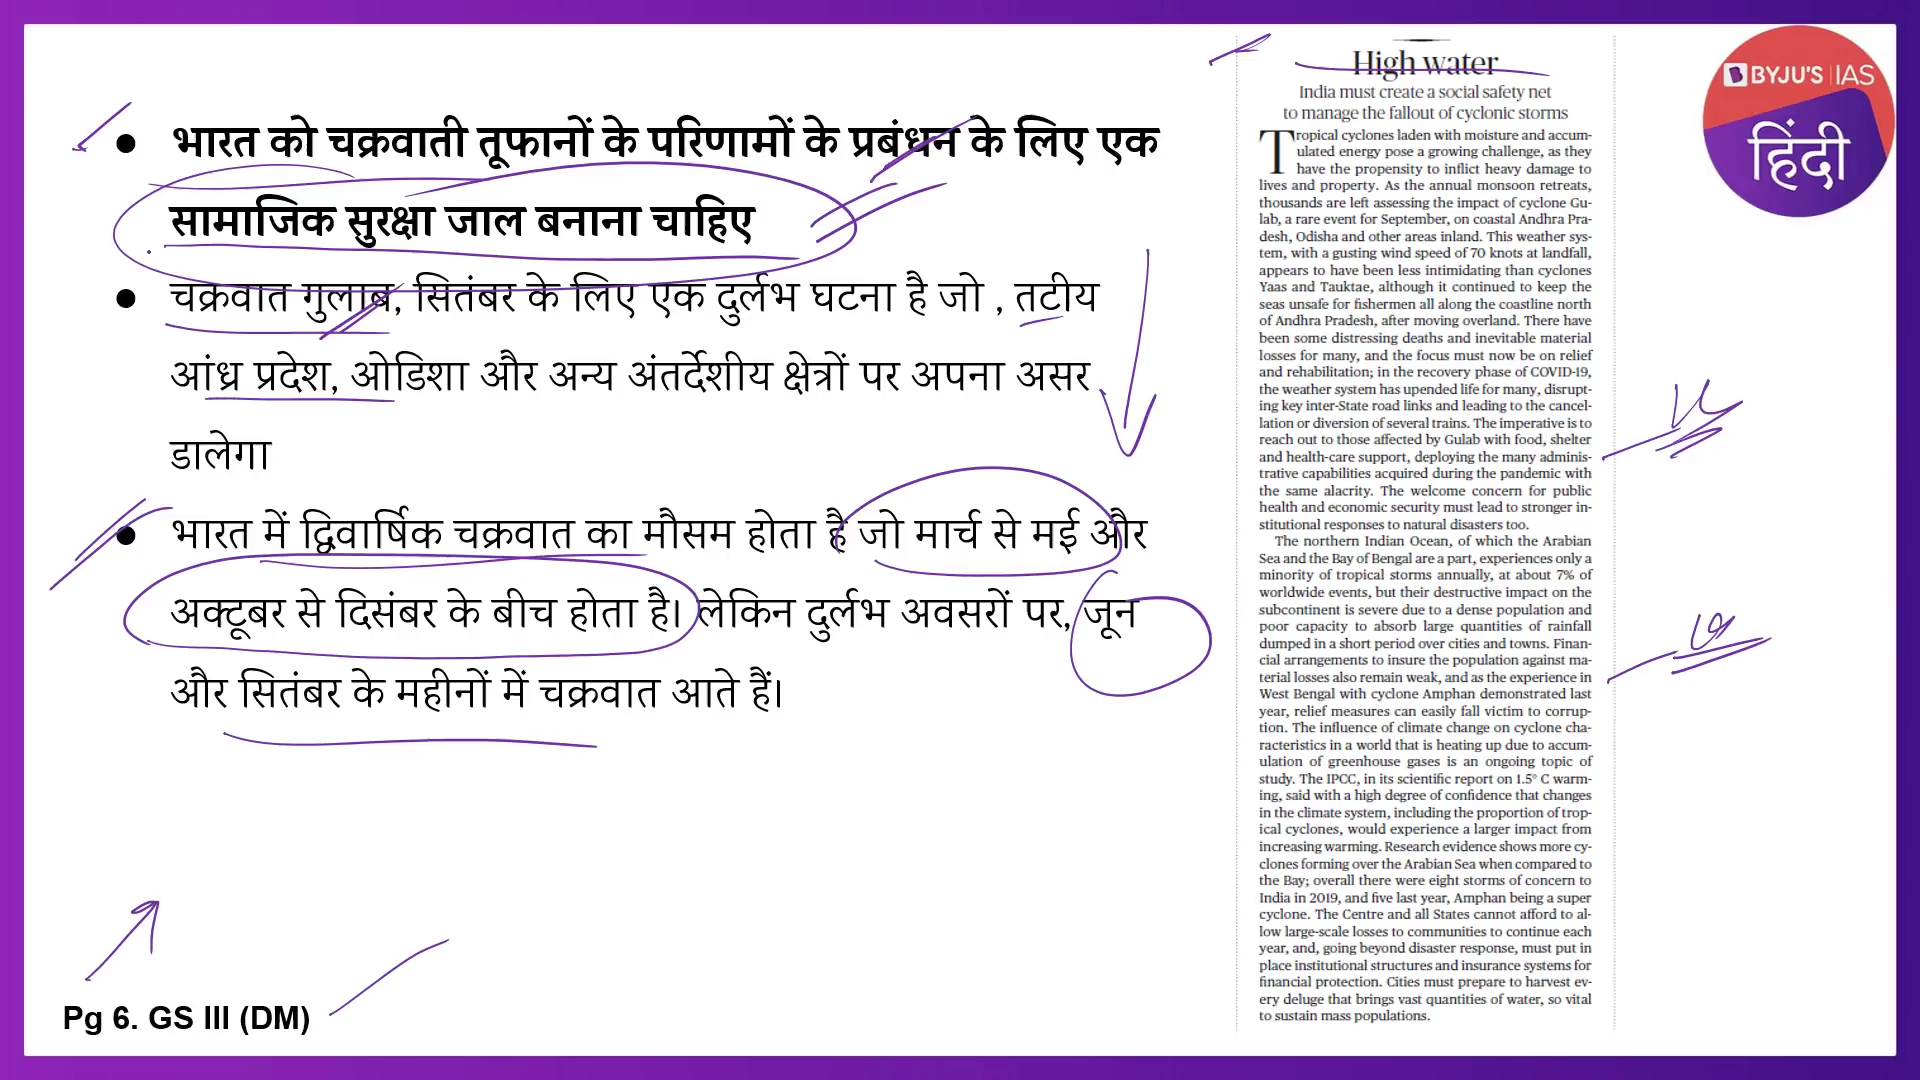 भारत को चक्रवाती तूफानों के परिणामों के प्रबंधन के लिए एक
सामाजिक सुरक्षा जाल बनाना चाहिए
चक्रवात गुलाब, सितंबर के लिए एक दुर्लभ घटना है जो , तटीय
आंध्र प्रदेश, ओडिशा और अन्य अंतर्देशीय क्षेत्रों पर अपना असर
डालेगा
भारत में द्विवार्षिक चक्रवात का मौसम होता है जो मार्च से मई और
अक्टूबर से दिसंबर के बीच होता है। लेकिन दुर्लभ अवसरों पर, जून
और सितंबर के महीनों में चक्रवात आते हैं।
Pg 6. GS III (DM)
High water
India must create a social safety net
to manage the fallout of cyclonic storms
Tropical cyclones laden with moisture and accum-
ulated energy pose a growing challenge, as they
have the propensity to inflict heavy damage to
lives and property. As the annual monsoon retreats,
thousands are left assessing the impact of cyclone Gu-
lab, a rare event for September, on coastal Andhra Pra-
desh, Odisha and other areas inland. This weather sys-
tem, with a gusting wind speed of 70 knots at landfall,
appears to have been less intimidating than cyclones
Yaas and Tauktae, although it continued to keep the
seas unsafe for fishermen all along the coastline north
of Andhra Pradesh, after moving overland. There have
been some distressing deaths and inevitable material
losses for many, and the focus must now be on relief
and rehabilitation; in the recovery phase of COVID-19,
the weather system has upended life for many, disrupt-
ing key inter-State road links and leading to the cancel-
lation or diversion of several trains. The imperative is to
reach out to those affected by Gulab with food, shelter
and health-care support, deploying the many adminis-
trative capabilities acquired during the pandemic with
the same alacrity. The welcome concern for public
health and economic security must lead to stronger in-
stitutional responses to natural disasters too.
The northern Indian Ocean, of which the Arabian
Sea and the Bay of Bengal are a part, experiences only a
minority of tropical storms annually, at about 7% of
worldwide events, but their destructive impact on the
subcontinent is severe due to a dense population and
poor capacity to absorb large quantities of rainfall
dumped in a short period over cities and towns. Finan-
cial arrangements to insure the population against ma-
terial losses also remain weak, and as the experience in
West Bengal with cyclone Amphan demonstrated last
year, relief measures can easily fall victim to corrup-
tion. The influence of climate change on cyclone cha-
racteristics in a world that is heating up due to accum-
ulation of greenhouse gases is an ongoing topic of
study. The IPCC, in its scientific report on 1.5° C warm-
ing, said with a high degree of confidence that changes
in the climate system, including the proportion of trop-
ical cyclones, would experience a larger impact from
increasing warming. Research evidence shows more cy-
clones forming over the Arabian Sea when compared to
the Bay; overall there were eight storms of concern to
India in 2019, and five last year, Amphan being a super
cyclone. The Centre and all States cannot afford to al-
low large-scale losses to communities to continue each
year, and, going beyond disaster response, must put in
place institutional structures and insurance systems for
financial protection. Cities must prepare to harvest ev-
ery deluge that brings vast quantities of water, so vital
to sustain mass populations.
BYJU'S IAS
हिंदी